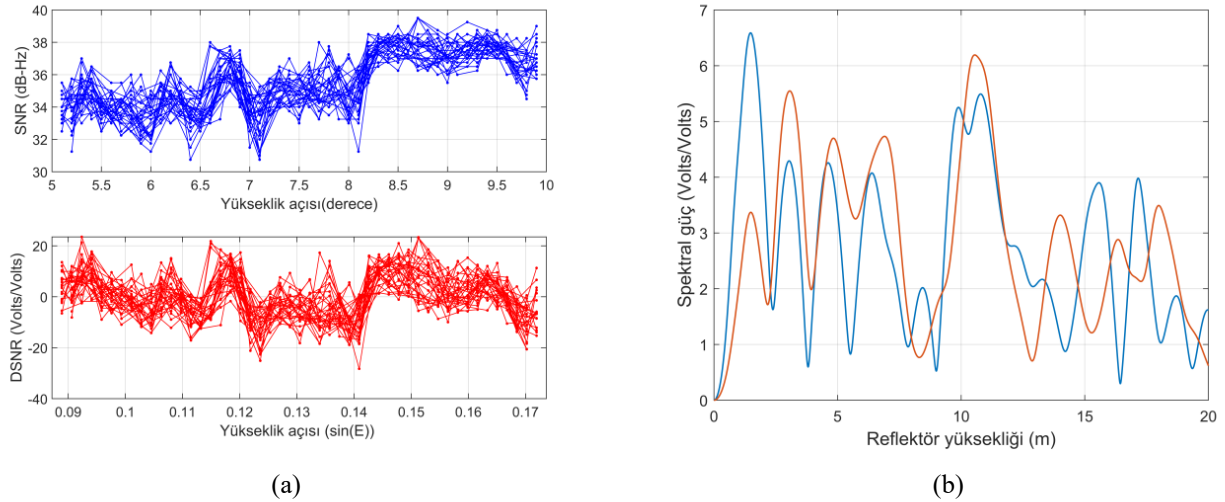 SNR (dB-Hz)
40
38
36
34
32
30
5 5.5 6 6.5 7 7.5 8 8.5 9 9.5 10
Yükseklik açısı(derece)
DSNR (Volts/Volts)
20
0
-20
-40
0.09 0.1 0.11 0.12 0.13 0.14 0.15 0.16 0.17
Yükseklik açısı (sin(E))
(a)
Spektral güç (Volts/Volts)
7
6
5
4
3
2
1
0
0 5 10 15 20
Reflektör yüksekliği (m)
(b)